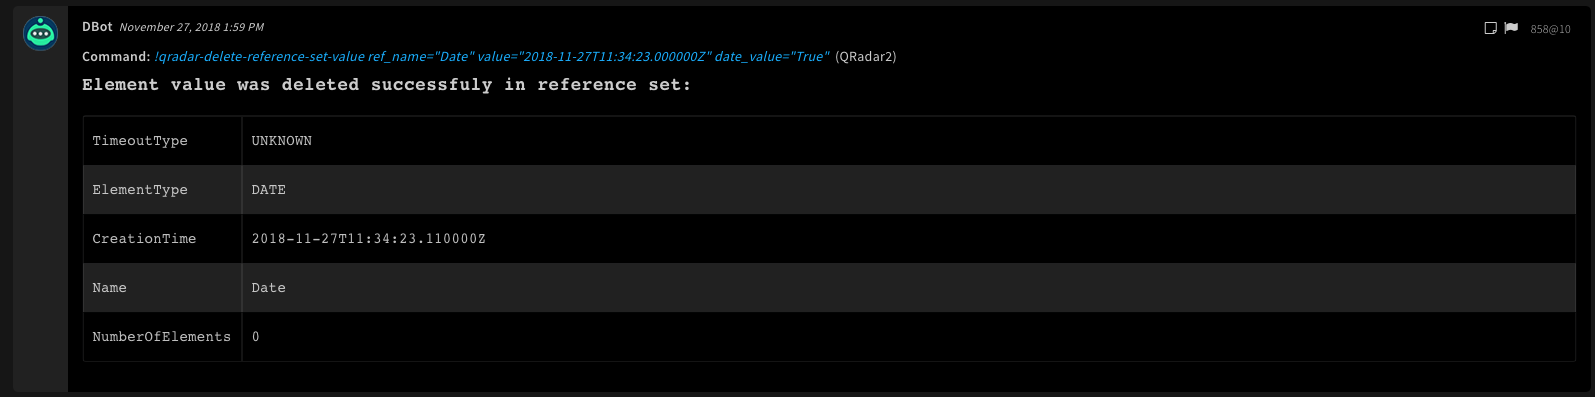 DBot November 27, 2018 1:59 PM
858@10
Command: !qradar-delete-reference-set-value ref_name="Date" value="2018-11-27T11:34:23.000000Z" date_value="True" (QRadar2)
Element value was deleted successfuly in reference set:
TimeoutType UNKNOWN
ElementType DATE
CreationTime 2018-11-27T11:34:23.110000Z
Name Date
NumberOfElements 0